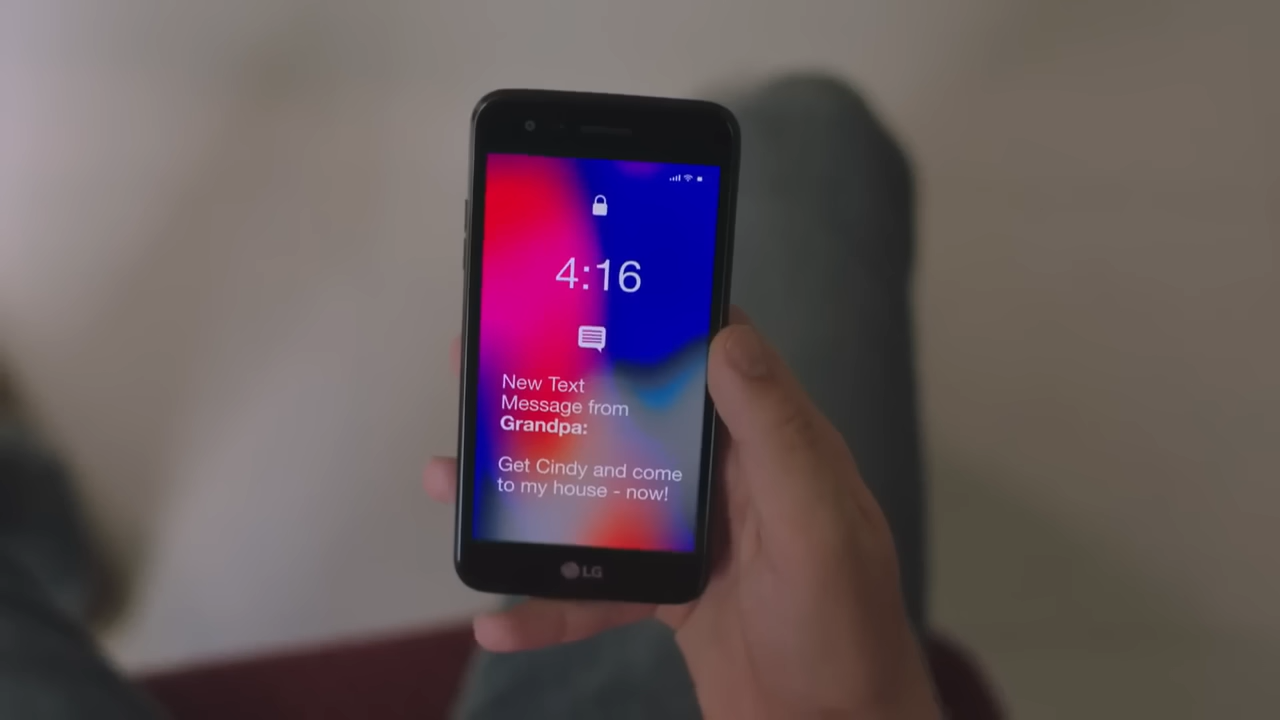 4:16
New Text
Message from
Grandpa:
Get Cindy and come
to my house - now!
LG